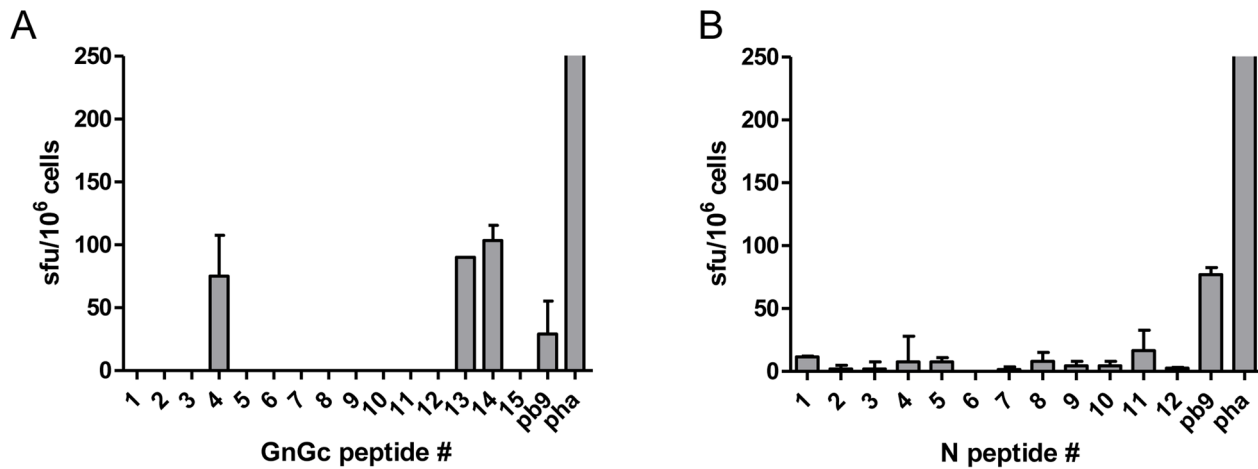 A
250
200
150
100
50
0
sfu/10⁶ cells
1 2 3 4 5 6 7 8 9 10 11 12 13 14 15 pb9 pha
GnGc peptide #
B
250
200
150
100
50
0
sfu/10⁶ cells
1 2 3 4 5 6 7 8 9 10 11 12 pb9 pha
N peptide #